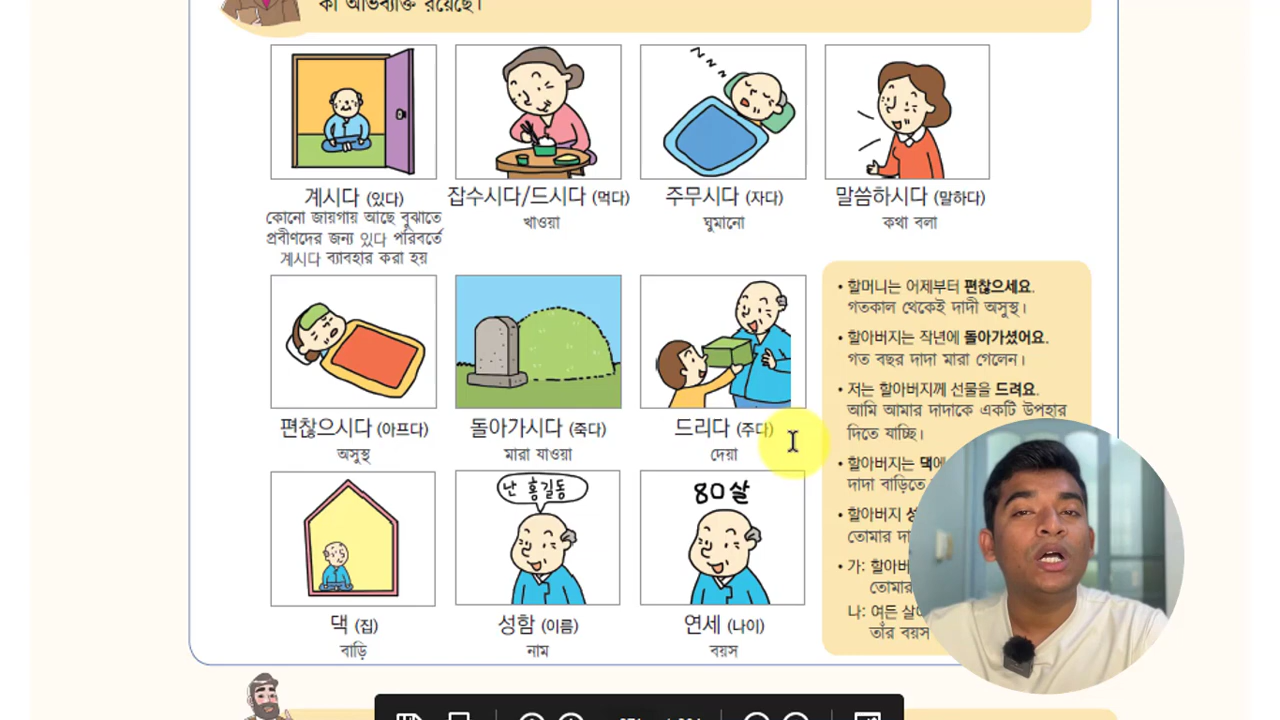 কী অভিব্যক্তি রয়েছে।
계시다 (있다)
কোনো জায়গায় আছে বুঝাতে
প্রবীণদের জন্য 있다 পরিবর্তে
계시다 ব্যাবহার করা হয়
잡수시다/드시다 (먹다)
খাওয়া
주무시다 (자다)
ঘুমানো
말씀하시다 (말하다)
কথা বলা
편찮으시다 (아프다)
অসুস্থ
돌아가시다 (죽다)
মারা যাওয়া
드리다 (주다)
দেয়া
난 홍길동
80살
댁 (집)
বাড়ি
성함 (이름)
নাম
연세 (나이)
বয়স
• 할머니는 어제부터 편찮으세요.
গতকাল থেকেই দাদী অসুস্থ।
• 할아버지는 작년에 돌아가셨어요.
গত বছর দাদা মারা গেলেন।
• 저는 할아버지께 선물을 드려요.
আমি আমার দাদাকে একটি উপহার
দিতে যাচ্ছি।
• 할아버지는 댁에
দাদা বাড়িতে
• 할아버지
তোমার
• 가:
তোমার
나: 여든
তাঁর বয়স